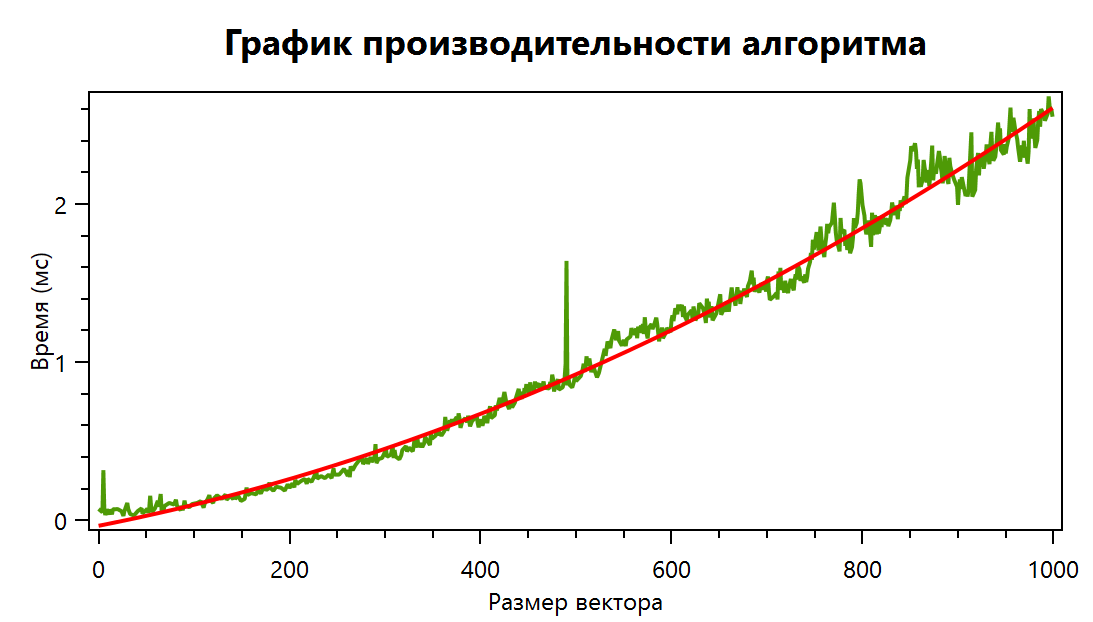 График производительности алгоритма
Время (мс)
2
1
0
0 200 400 600 800 1000
Размер вектора